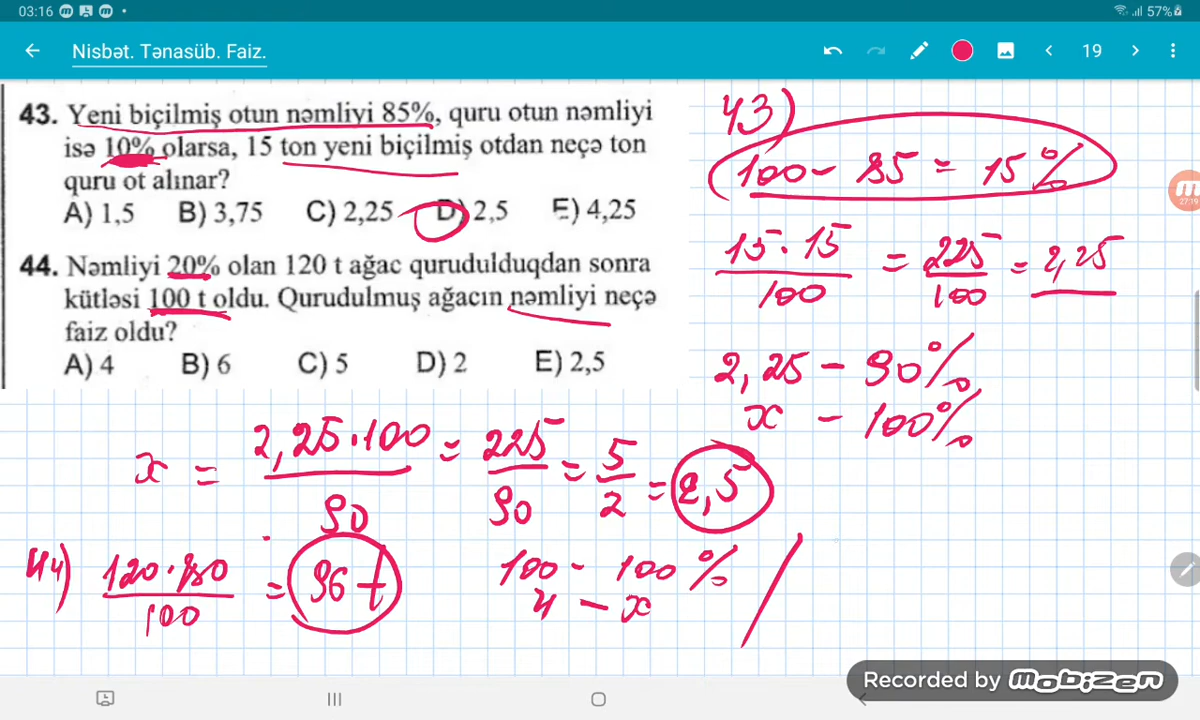 03:16
57%
Nisbət. Tənasüb. Faiz.
19
43. Yeni biçilmiş otun nəmliyi 85%, quru otun nəmliyi
isə 10% olarsa, 15 ton yeni biçilmiş otdan neçə ton
quru ot alınar?
A) 1,5 B) 3,75 C) 2,25 D) 2,5 E) 4,25
44. Nəmliyi 20% olan 120 t ağac qurudulduqdan sonra
kütləsi 100 t oldu. Qurudulmuş ağacın nəmliyi neçə
faiz oldu?
A) 4 B) 6 C) 5 D) 2 E) 2,5
43)
100 - 85 = 15%
15 · 15 / 100 = 225 / 100 = 2,25
2,25 - 90%
x - 100%
x = 2,25 · 100 / 90 = 225 / 90 = 5 / 2 = 2,5
44) 120 · 80 / 100 = 96 t
100 - 100%
4 - x
27:19
Recorded by Mobizen